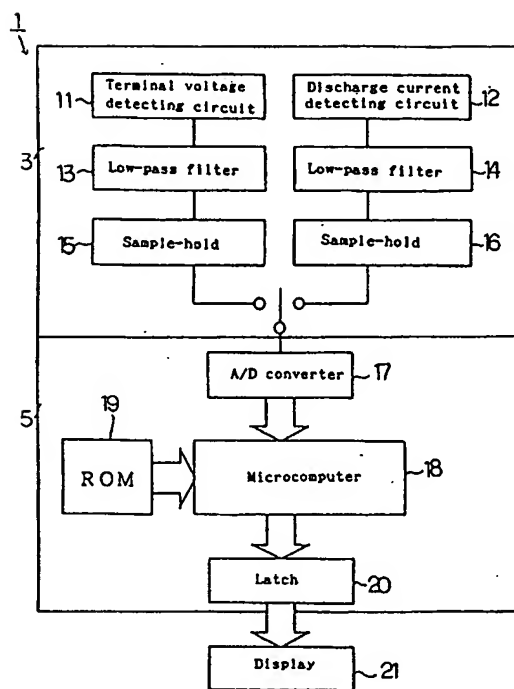 1
Terminal voltage
detecting circuit
11
Discharge current
detecting circuit
12
3
Low-pass filter
13
Low-pass filter
14
Sample-hold
15
Sample-hold
16
A/D converter
17
5
19
ROM
Microcomputer
18
Latch
20
Display
21